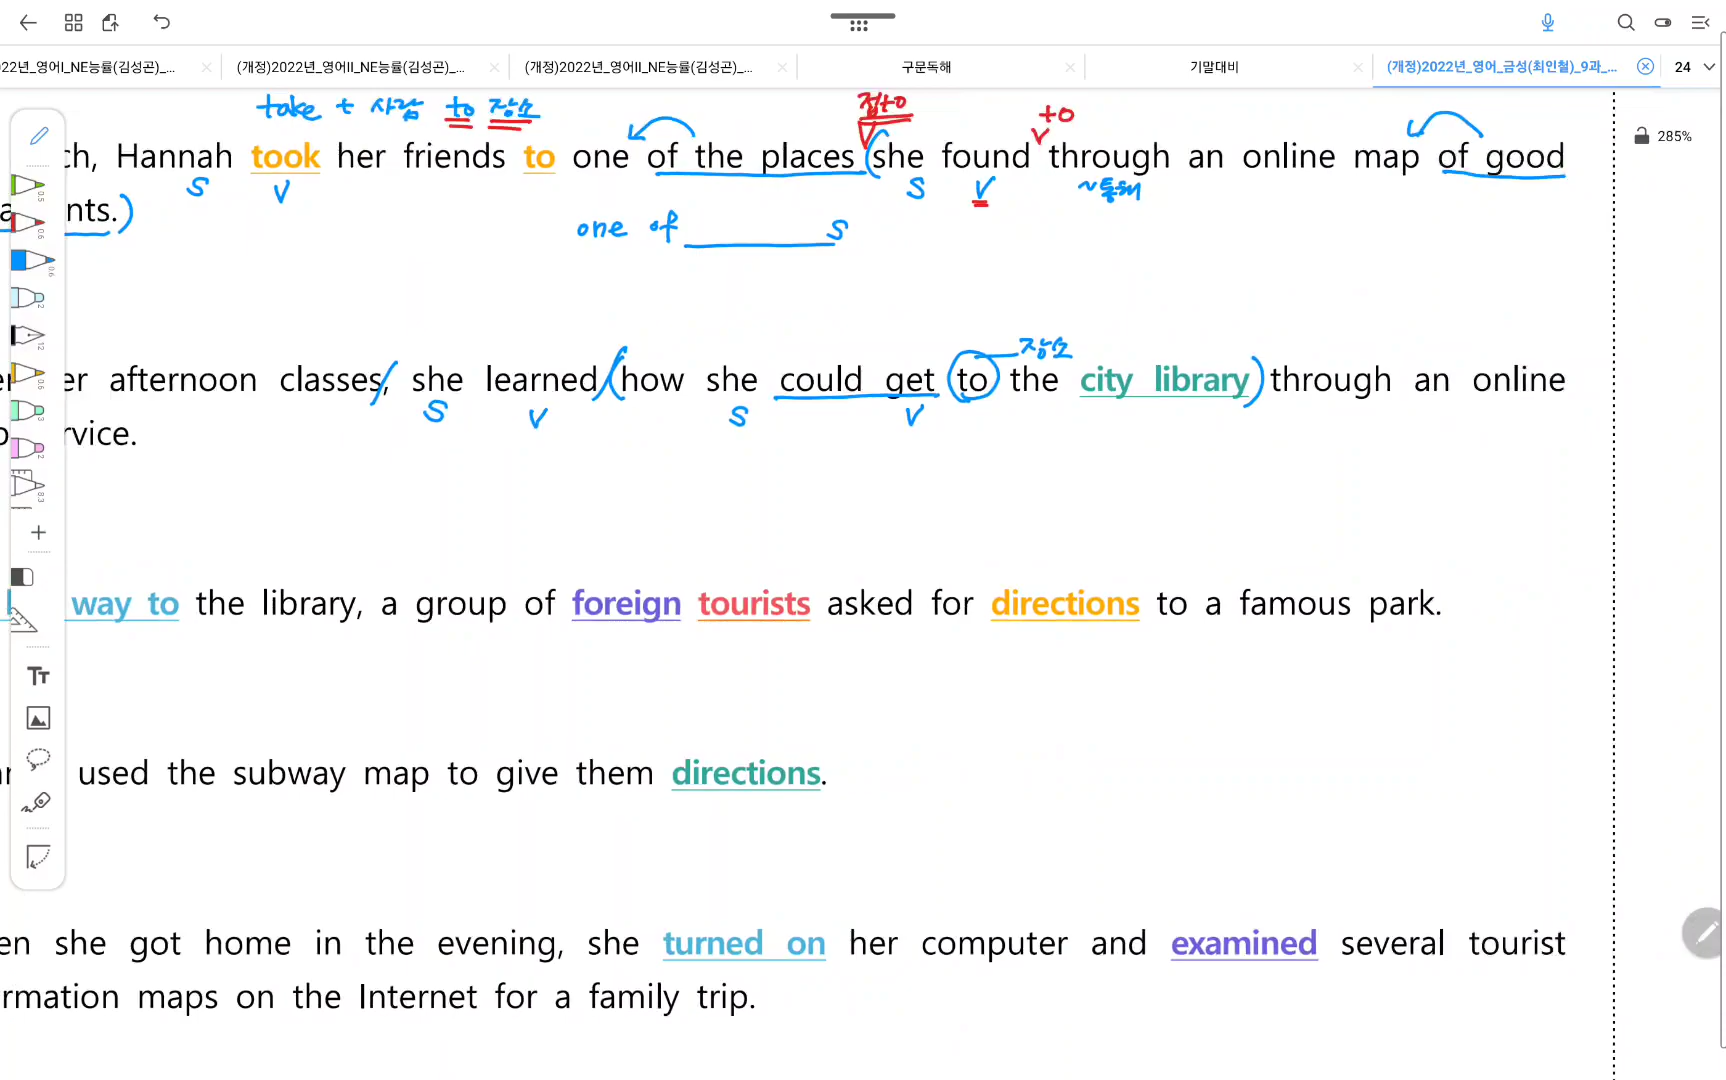 22년_영어I_NE능률(김성곤)_...
(개정)2022년_영어II_NE능률(김성곤)_...
(개정)2022년_영어II_NE능률(김성곤)_...
구문독해
기말대비
(개정)2022년_영어_금성(최인철)_9과_...
24
285%
take + 사람 to 장소
접+o
+o
ch, Hannah took her friends to one of the places she found through an online map of good
S V S V ~통해
nts.)
one of ______ s
장소
er afternoon classes, she learned (how she could get to the city library) through an online
S V S V
rvice.
way to the library, a group of foreign tourists asked for directions to a famous park.
used the subway map to give them directions.
en she got home in the evening, she turned on her computer and examined several tourist
rmation maps on the Internet for a family trip.